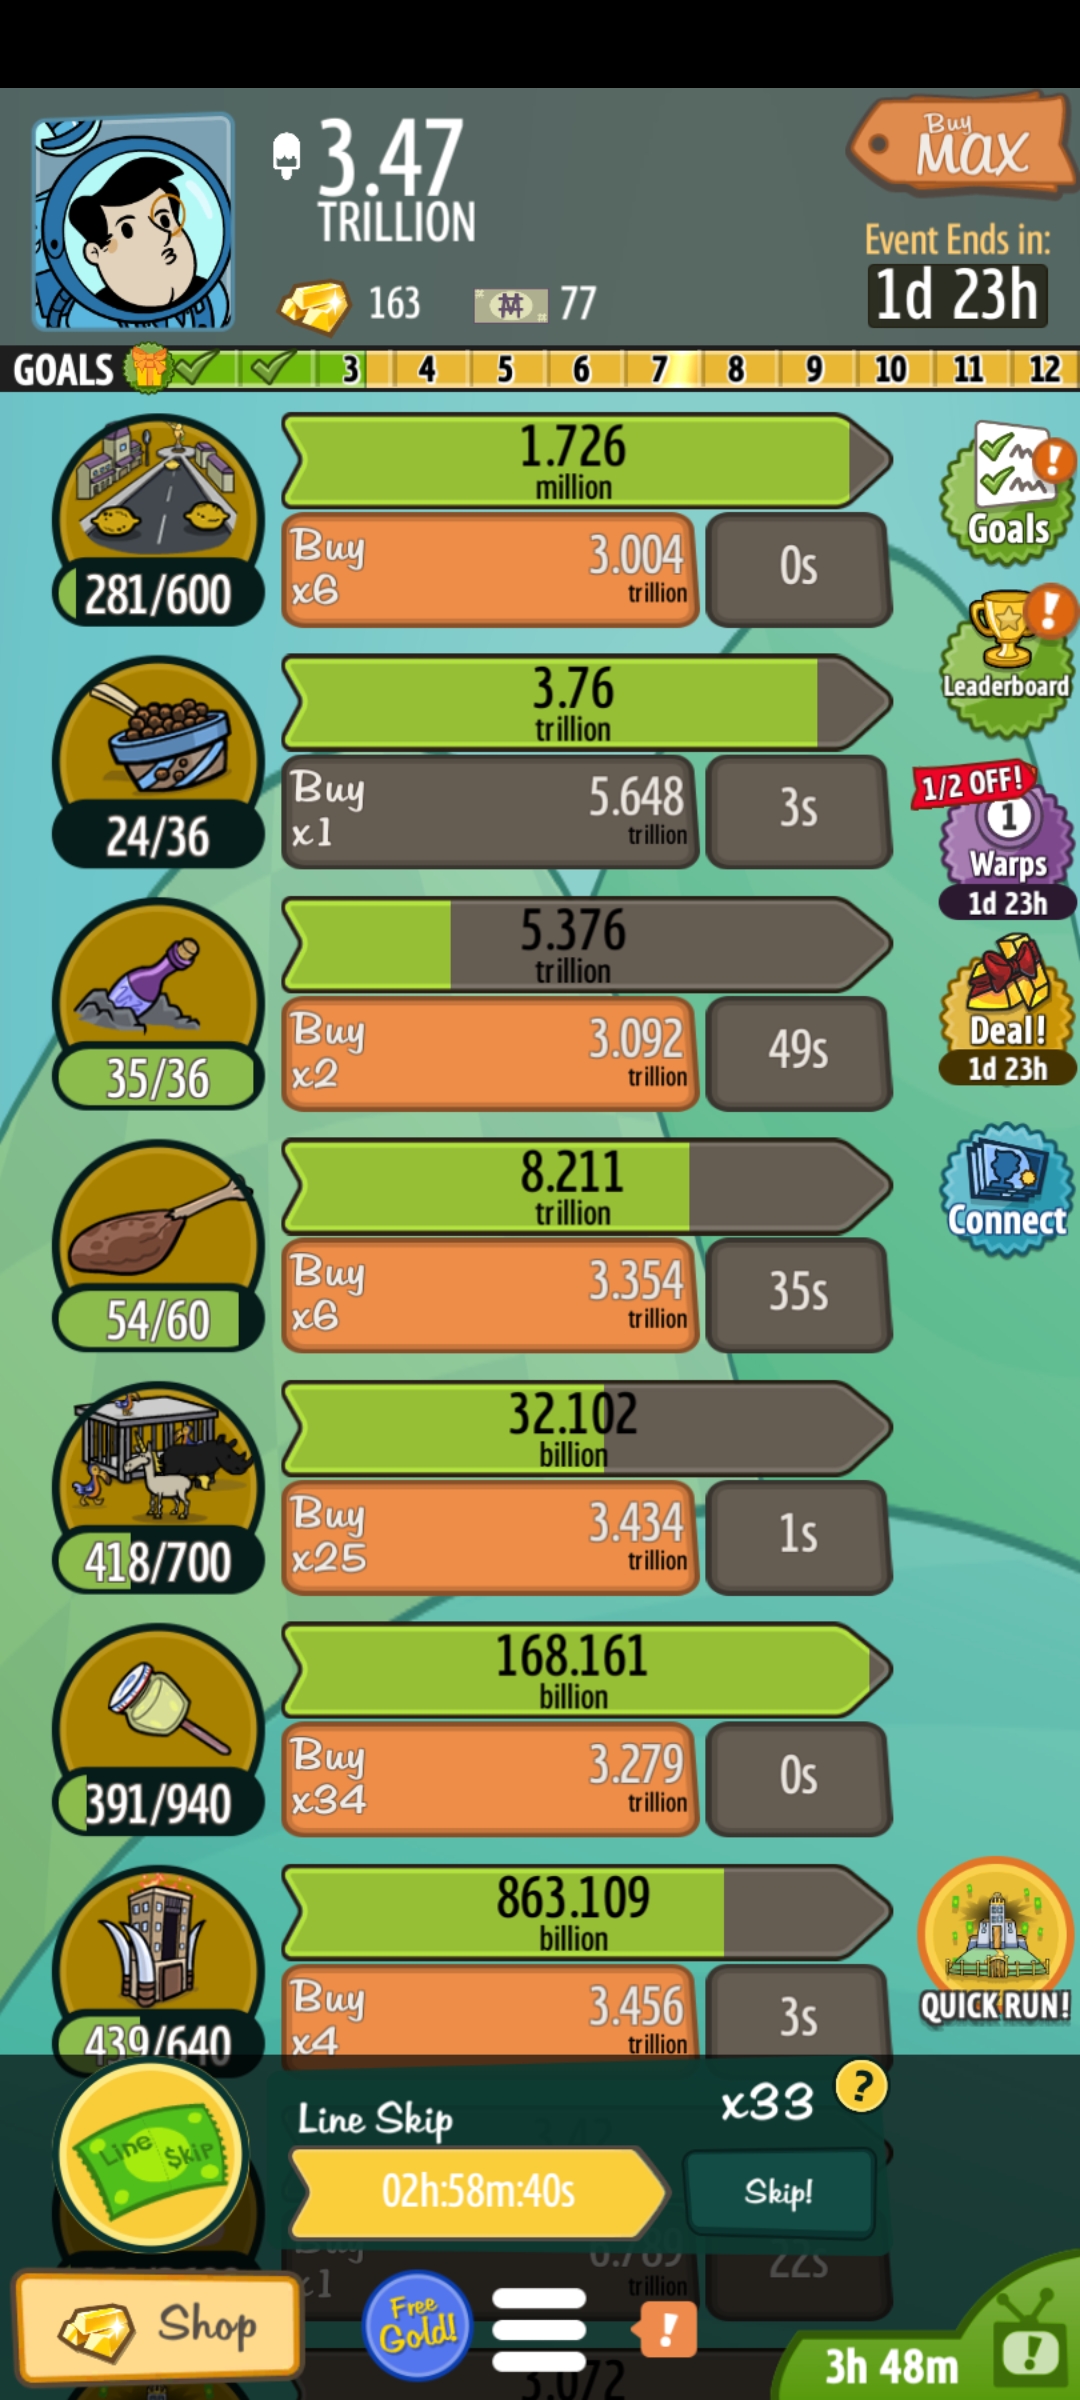 3.47
TRILLION
Buy
MAX
Event Ends in:
1d 23h
163
77
GOALS 3 4 5 6 7 8 9 10 11 12
1.726
million
Buy
x6
3.004
trillion
0s
281/600
Goals
3.76
trillion
Buy
x1
5.648
trillion
3s
24/36
Leaderboard
1/2 OFF!
1
Warps
1d 23h
5.376
trillion
Buy
x2
3.092
trillion
49s
35/36
Deal!
1d 23h
8.211
trillion
Buy
x6
3.354
trillion
35s
54/60
Connect
32.102
billion
Buy
x25
3.434
trillion
1s
418/700
168.161
billion
Buy
x34
3.279
trillion
0s
391/940
863.109
billion
Buy
x4
3.456
trillion
3s
439/640
QUICK RUN!
Line Skip
x33
?
Line $kip
02h:58m:40s
Skip!
x1
trillion
22s
Shop
Free
Gold!
!
3h 48m
!
3.072